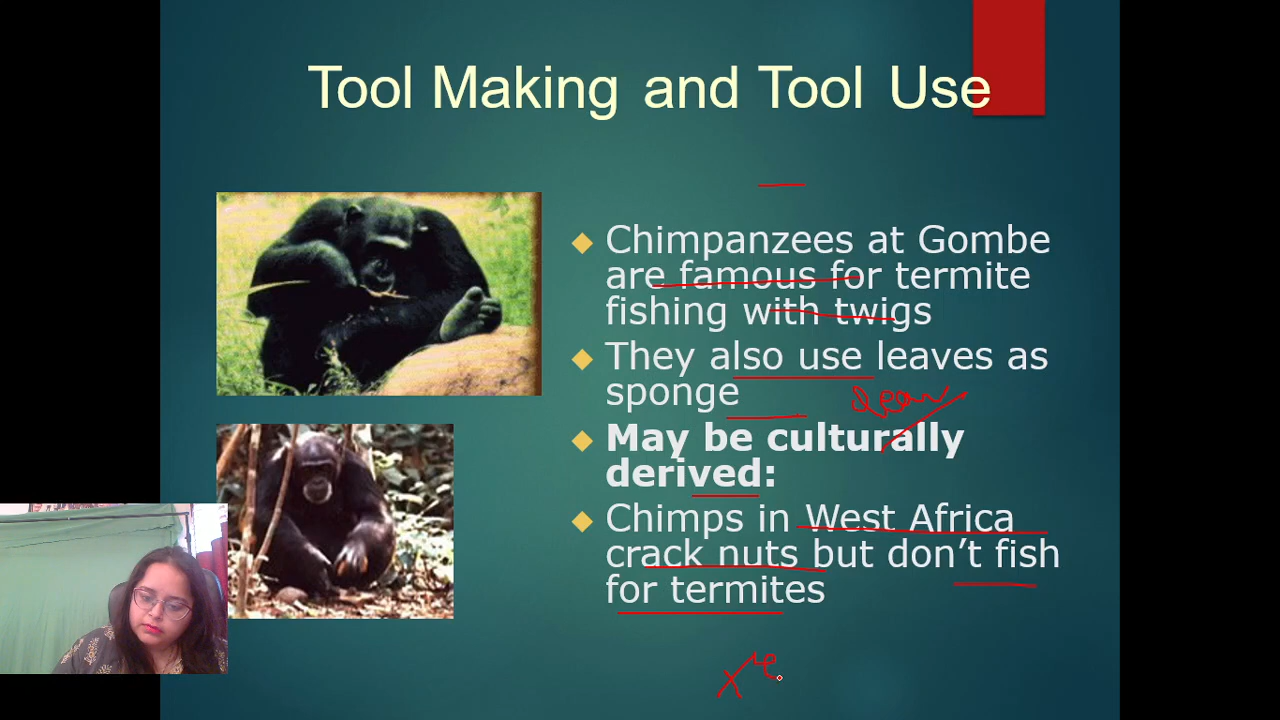 Tool Making and Tool Use
Chimpanzees at Gombe
are famous for termite
fishing with twigs
They also use leaves as
sponge
May be culturally
derived:
Chimps in West Africa
crack nuts but don't fish
for termites